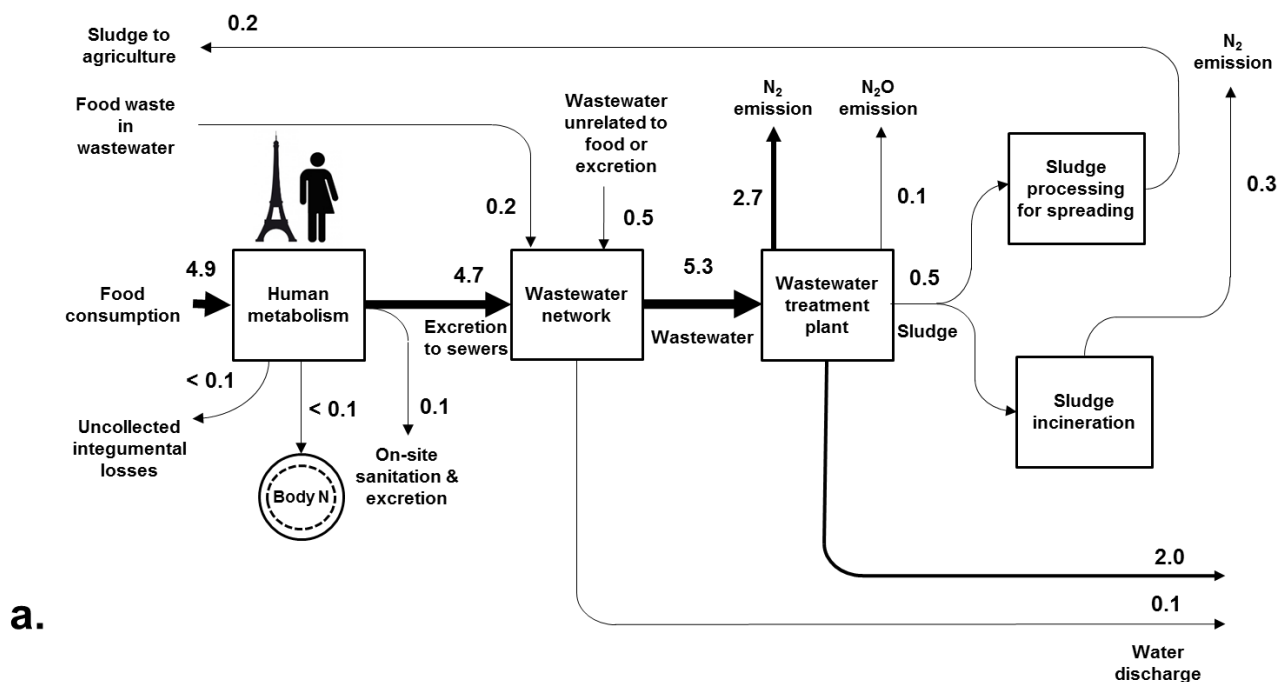 Sludge to
agriculture
0.2
N₂
emission
Food waste
in
wastewater
Wastewater
unrelated to
food or
excretion
N₂
emission
N₂O
emission
Sludge
processing
for spreading
0.3
0.2
0.5
2.7
0.1
4.9
Food
consumption
Human
metabolism
4.7
Excretion
to sewers
Wastewater
network
5.3
Wastewater
Wastewater
treatment
plant
0.5
Sludge
Sludge
incineration
< 0.1
Uncollected
integumental
losses
< 0.1
Body N
0.1
On-site
sanitation &
excretion
2.0
0.1
Water
discharge
a.